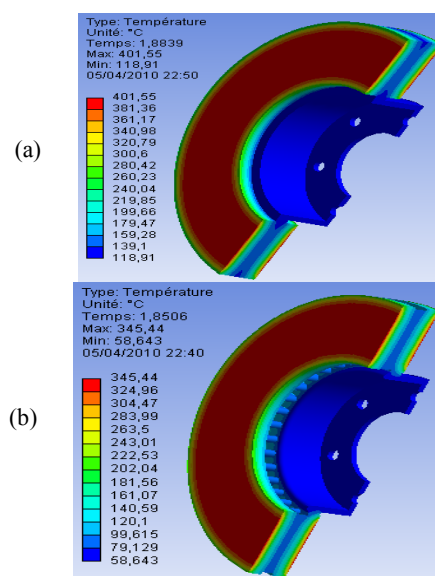 (a)
Type: Température
Unité: °C
Temps: 1,8839
Max: 401,55
Min: 118,91
05/04/2010 22:50
401,55
381,36
361,17
340,98
320,79
300,6
280,42
260,23
240,04
219,85
199,66
179,47
159,28
139,1
118,91
(b)
Type: Température
Unité: °C
Temps: 1,8506
Max: 345,44
Min: 58,643
05/04/2010 22:40
345,44
324,96
304,47
283,99
263,5
243,01
222,53
202,04
181,56
161,07
140,59
120,1
99,615
79,129
58,643